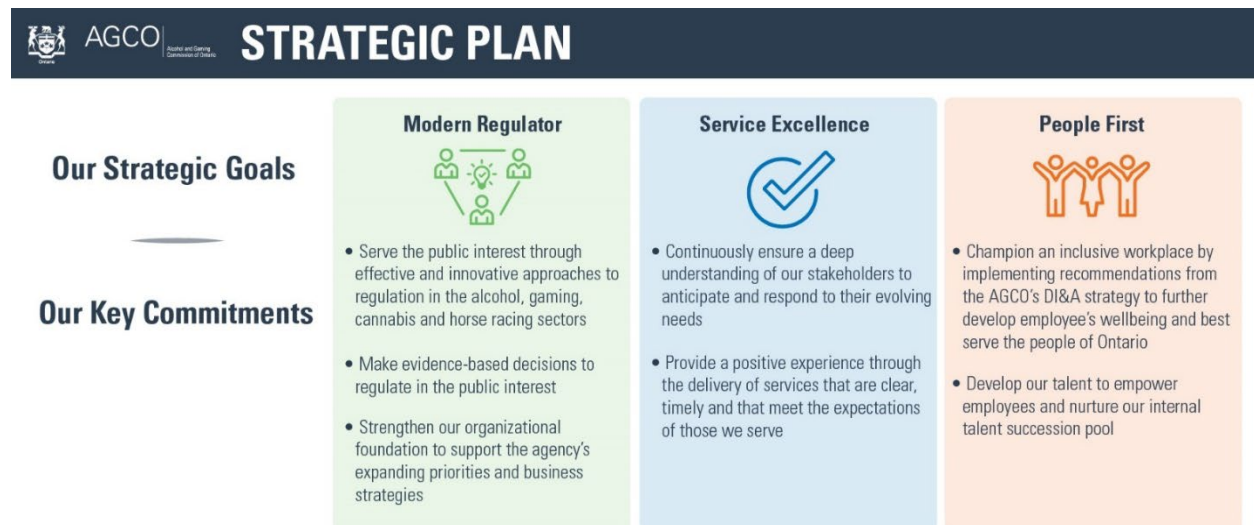 AGCO
Alcohol and Gaming
Commission of Ontario
Ontario
STRATEGIC PLAN
Our Strategic Goals
Our Key Commitments
Modern Regulator
• Serve the public interest through
effective and innovative approaches to
regulation in the alcohol, gaming,
cannabis and horse racing sectors
• Make evidence-based decisions to
regulate in the public interest
• Strengthen our organizational
foundation to support the agency's
expanding priorities and business
strategies
Service Excellence
• Continuously ensure a deep
understanding of our stakeholders to
anticipate and respond to their evolving
needs
• Provide a positive experience through
the delivery of services that are clear,
timely and that meet the expectations
of those we serve
People First
• Champion an inclusive workplace by
implementing recommendations from
the AGCO's DI&A strategy to further
develop employee's wellbeing and best
serve the people of Ontario
• Develop our talent to empower
employees and nurture our internal
talent succession pool